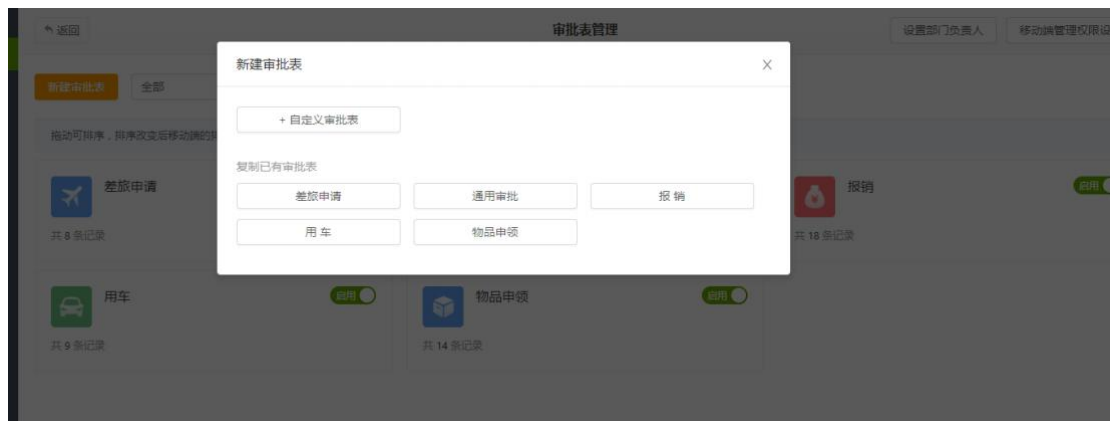 返回
审批表管理
设置部门负责人
移动端管理权限设
新建审批表
全部
新建审批表
+ 自定义审批表
复制已有审批表
差旅申请
通用审批
报 销
用 车
物品申领
拖动可排序，排序改变后移动端的
差旅申请
共 8 条记录
报销
启用
共 18 条记录
用车
启用
共 9 条记录
物品申领
启用
共 14 条记录